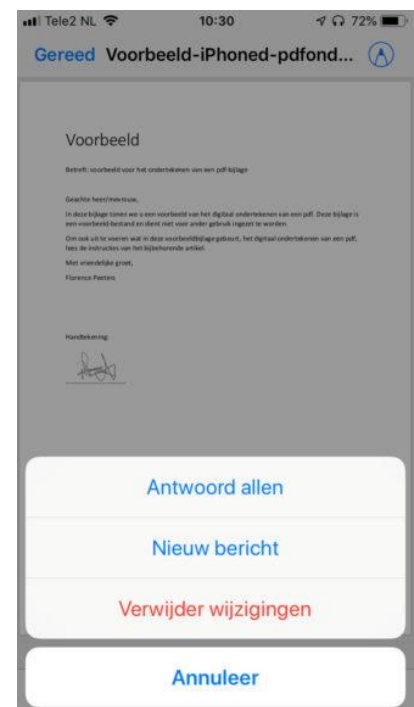 Tele2 NL 10:30 72%
Gereed Voorbeeld-iPhoned-pdfond...
Voorbeeld
Betreft: voorbeeld voor het ondertekenen van een pdf-bijlage
Geachte heer/mevrouw,
In deze bijlage tonen we u een voorbeeld van het digitaal ondertekenen van een pdf. Deze bijlage is
een voorbeeld-bestand en dient niet voor ander gebruik ingezet te worden.
Om ook uit te voeren wat in deze voorbeeldbijlage gebeurt, het digitaal ondertekenen van een pdf,
lees de instructies van het bijbehorende artikel.
Met vriendelijke groet,
Florence Peeters
Handtekening:
Antwoord allen
Nieuw bericht
Verwijder wijzigingen
Annuleer